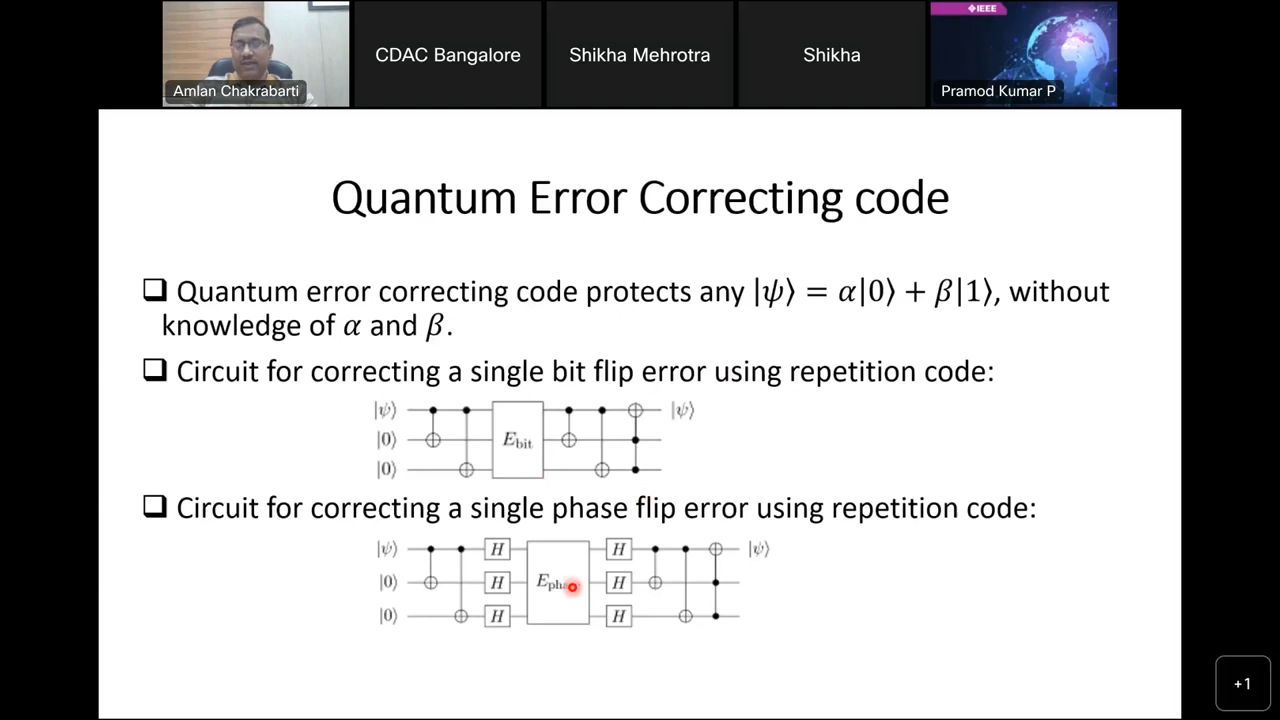 IEEE
Amlan Chakrabarti
CDAC Bangalore
Shikha Mehrotra
Shikha
Pramod Kumar P
Quantum Error Correcting code
❑ Quantum error correcting code protects any |ψ⟩ = α|0⟩ + β|1⟩, without
knowledge of α and β.
❑ Circuit for correcting a single bit flip error using repetition code:
|ψ⟩ |ψ⟩
|0⟩ Ebit
|0⟩
❑ Circuit for correcting a single phase flip error using repetition code:
|ψ⟩ H H |ψ⟩
|0⟩ H H
|0⟩ H H
+1